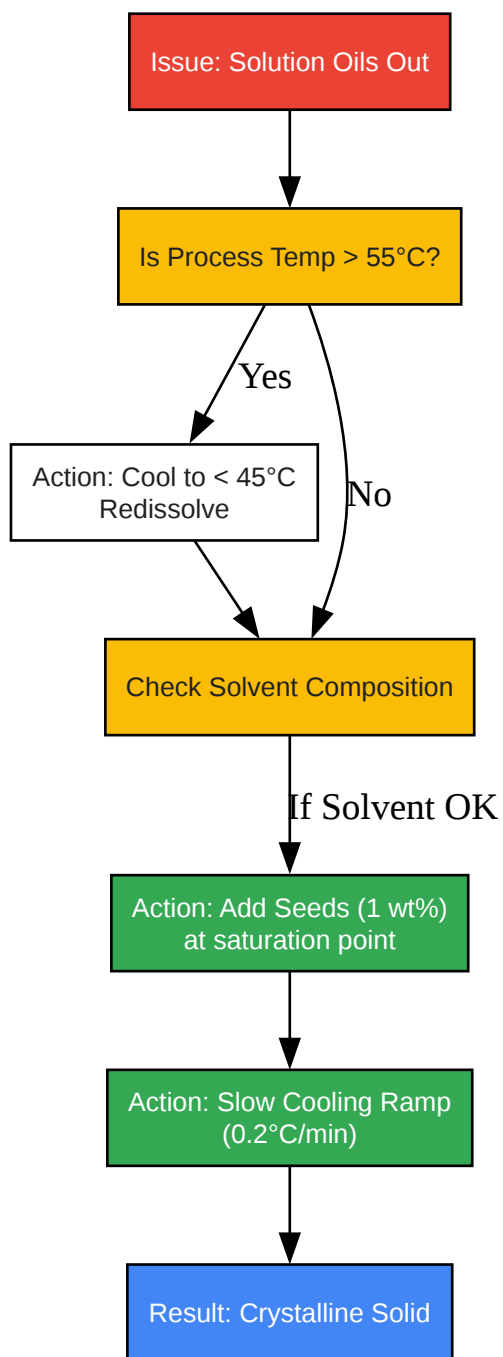 Issue: Solution Oils Out
Is Process Temp > 55°C?
Yes
Action: Cool to < 45°C
Redissolve
No
Check Solvent Composition
If Solvent OK
Action: Add Seeds (1 wt%)
at saturation point
Action: Slow Cooling Ramp
(0.2°C/min)
Result: Crystalline Solid